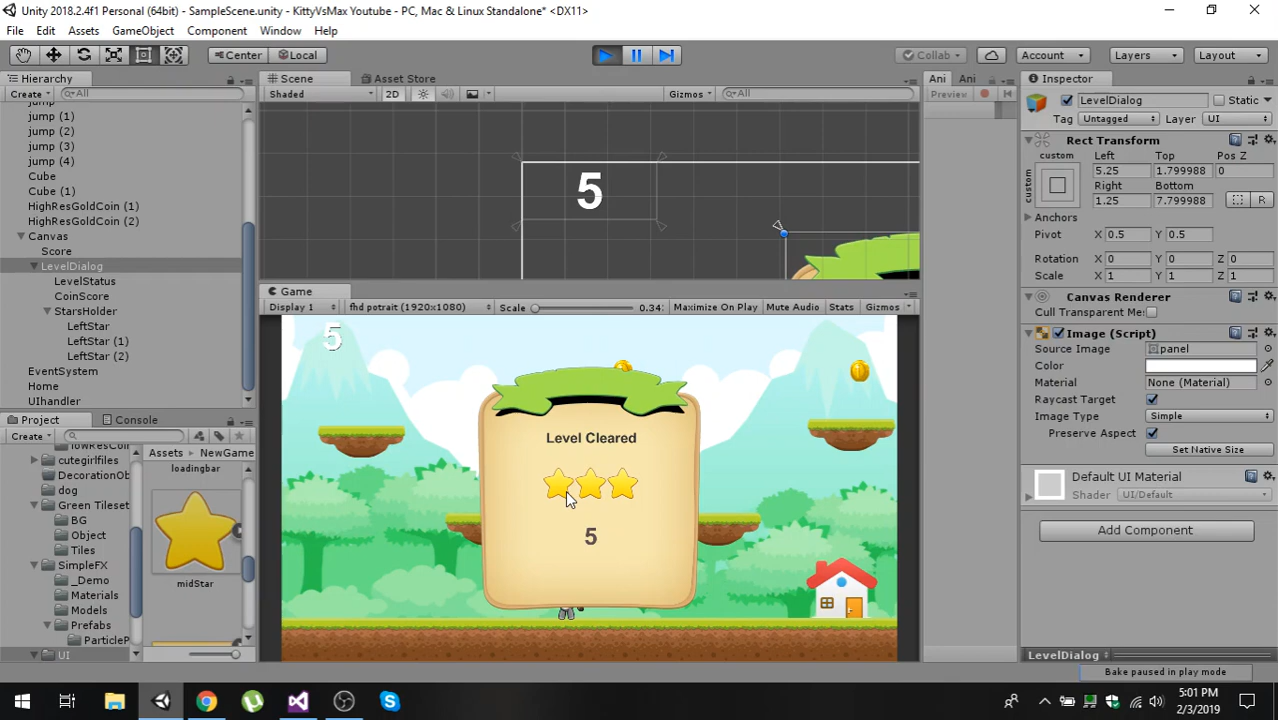 Unity 2018.2.4f1 Personal (64bit) - SampleScene.unity - KittyVsMax Youtube - PC, Mac & Linux Standalone* <DX11>
File Edit Assets GameObject Component Window Help
Center Local Collab Account Layers Layout
Hierarchy
Create All
jump (1)
jump (2)
jump (3)
jump (4)
Cube
Cube (1)
HighResGoldCoin (1)
HighResGoldCoin (2)
Canvas
Score
LevelDialog
LevelStatus
CoinScore
StarsHolder
LeftStar
LeftStar (1)
LeftStar (2)
EventSystem
Home
UIhandler
Scene Asset Store
Shaded 2D Gizmos All
5
Game
Display 1 fhd potrait (1920x1080) Scale 0.34 Maximize On Play Mute Audio Stats Gizmos
5
Level Cleared
5
Ani Ani
Preview
Inspector
LevelDialog Static
Tag Untagged Layer UI
Rect Transform
custom Left Top Pos Z
custom 5.25 1.799988 0
Right Bottom
1.25 7.799988 R
Anchors
Pivot X 0.5 Y 0.5
Rotation X 0 Y 0 Z 0
Scale X 1 Y 1 Z 1
Canvas Renderer
Cull Transparent Me
Image (Script)
Source Image panel
Color
Material None (Material)
Raycast Target
Image Type Simple
Preserve Aspect
Set Native Size
Default UI Material
Shader UI/Default
Add Component
LevelDialog
Bake paused in play mode
Project Console
Create
lowResCoi
cutegirlfiles
DecorationOb
dog
Green Tileset
BG
Object
Tiles
SimpleFX
_Demo
Materials
Models
Prefabs
ParticleP
UI
Assets NewGame
loadingbar
midStar
5:01 PM
2/3/2019